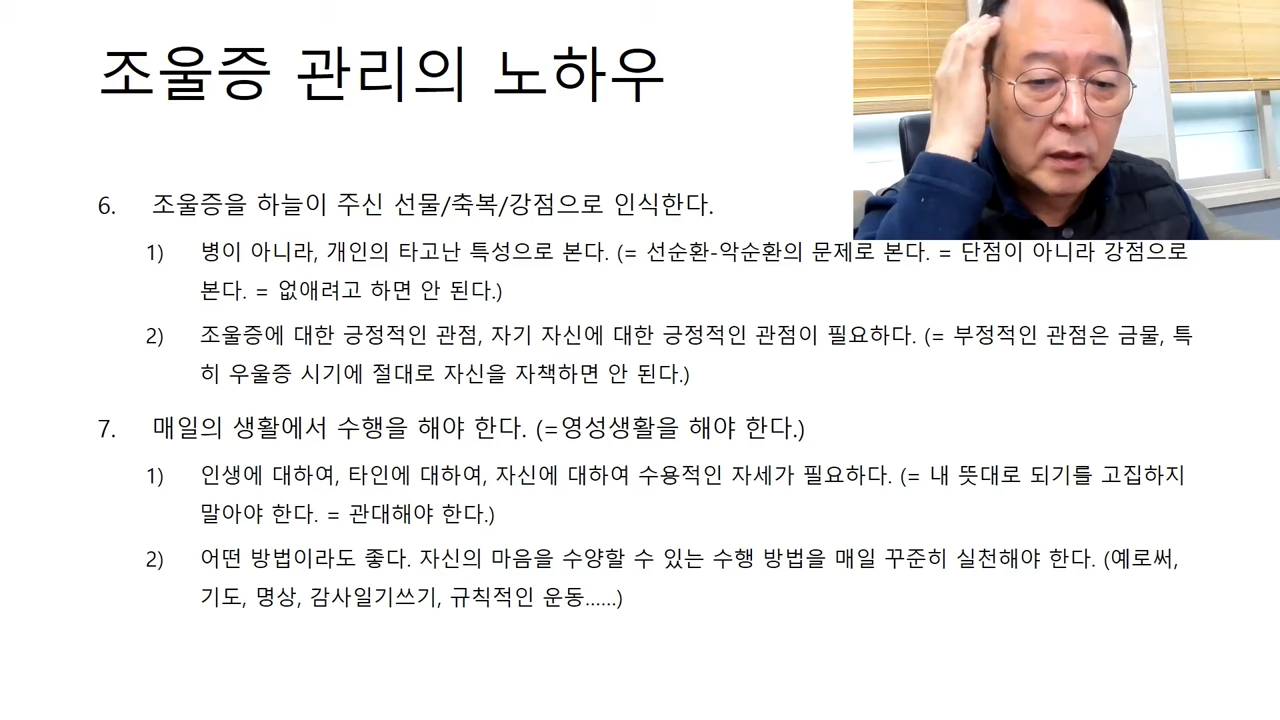 조울증 관리의 노하우
6. 조울증을 하늘이 주신 선물/축복/강점으로 인식한다.
1) 병이 아니라, 개인의 타고난 특성으로 본다. (= 선순환-악순환의 문제로 본다. = 단점이 아니라 강점으로
본다. = 없애려고 하면 안 된다.)
2) 조울증에 대한 긍정적인 관점, 자기 자신에 대한 긍정적인 관점이 필요하다. (= 부정적인 관점은 금물, 특
히 우울증 시기에 절대로 자신을 자책하면 안 된다.)
7. 매일의 생활에서 수행을 해야 한다. (=영성생활을 해야 한다.)
1) 인생에 대하여, 타인에 대하여, 자신에 대하여 수용적인 자세가 필요하다. (= 내 뜻대로 되기를 고집하지
말아야 한다. = 관대해야 한다.)
2) 어떤 방법이라도 좋다. 자신의 마음을 수양할 수 있는 수행 방법을 매일 꾸준히 실천해야 한다. (예로써,
기도, 명상, 감사일기쓰기, 규칙적인 운동......)